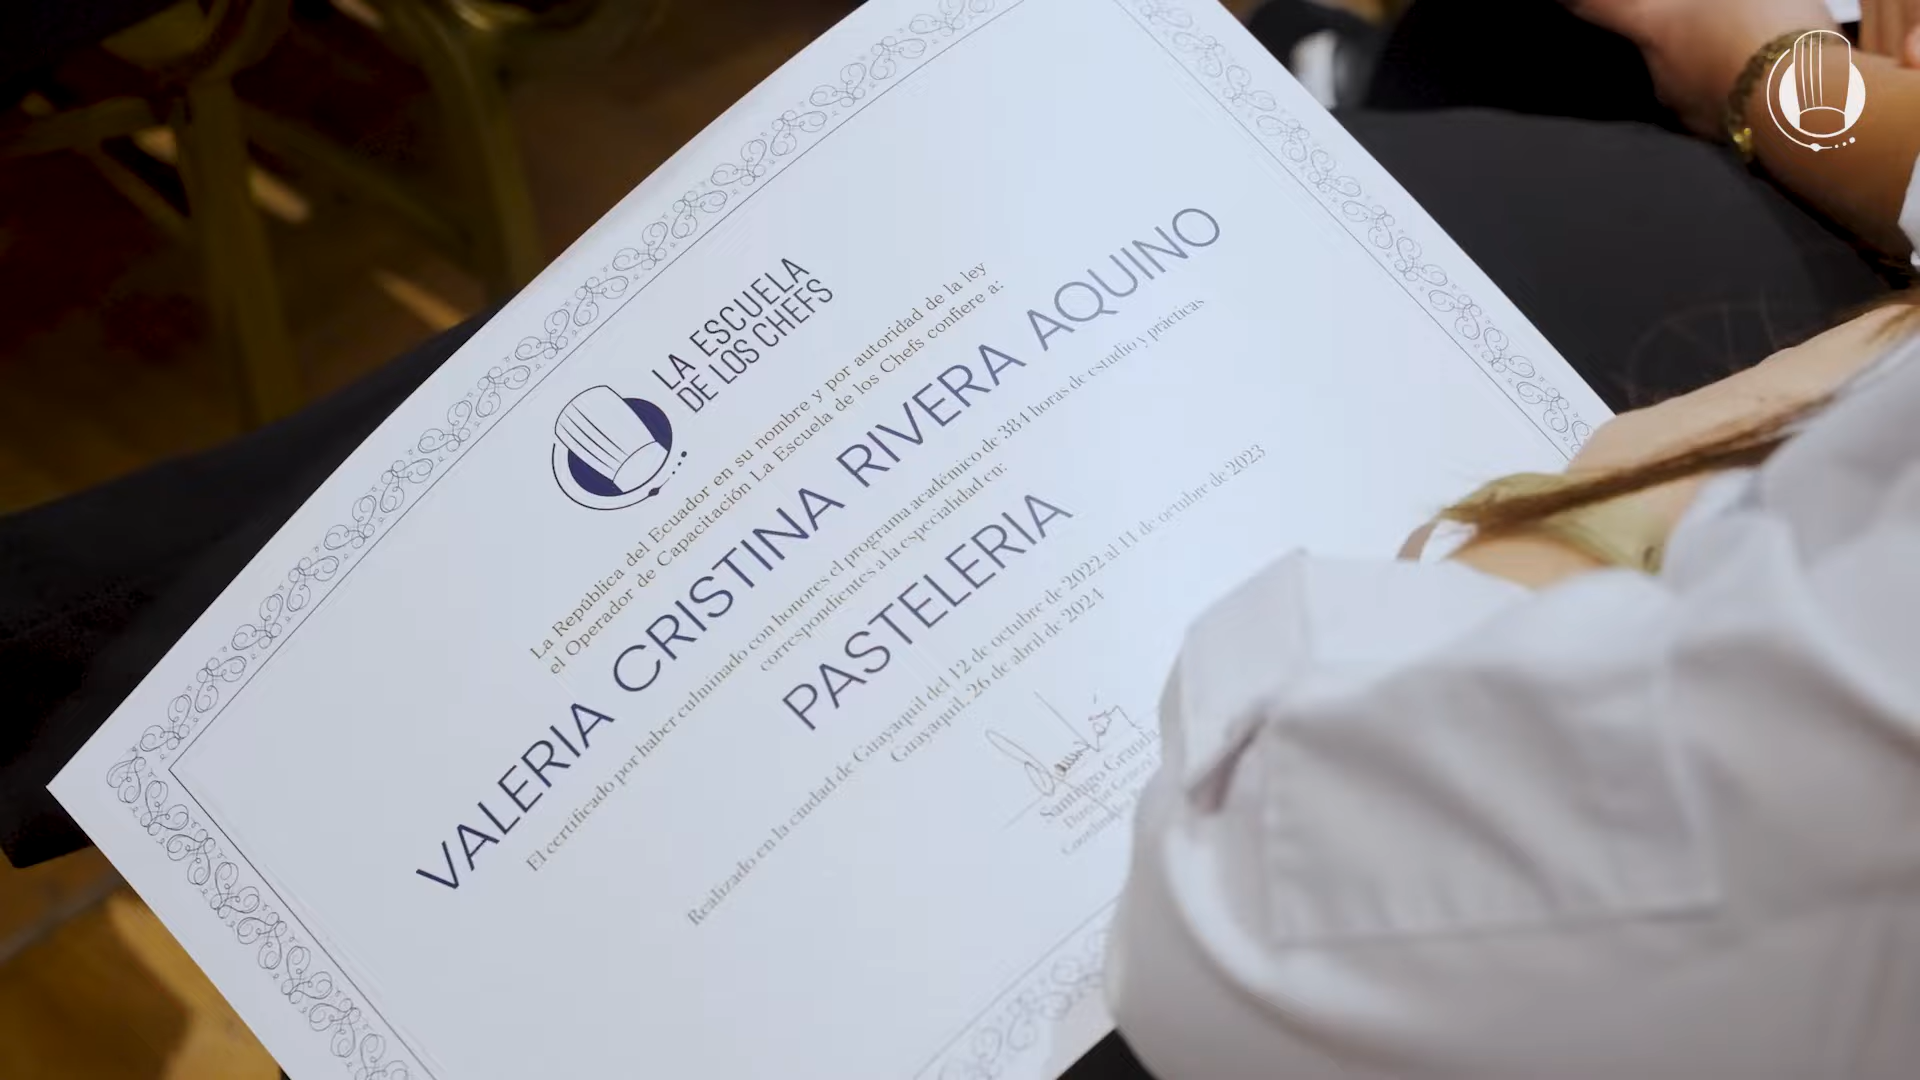 LA ESCUELA
DE LOS CHEFS
La República del Ecuador en su nombre y por autoridad de la ley
el Operador de Capacitación La Escuela de los Chefs confiere a:
VALERIA CRISTINA RIVERA AQUINO
El certificado por haber culminado con honores el programa académico de 384 horas de estudio y prácticas
correspondientes a la especialidad en:
PASTELERIA
Realizado en la ciudad de Guayaquil del 12 de octubre de 2022 al 11 de octubre de 2023
Guayaquil, 26 de abril de 2024
Santiago Granda
Director